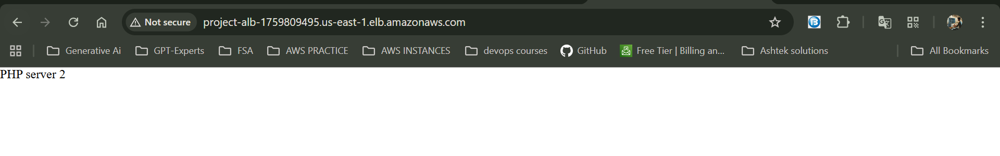 Not secure project-alb-1759809495.us-east-1.elb.amazonaws.com
Generative Ai GPT-Experts FSA AWS PRACTICE AWS INSTANCES devops courses GitHub Free Tier | Billing an... Ashtek solutions All Bookmarks
PHP server 2